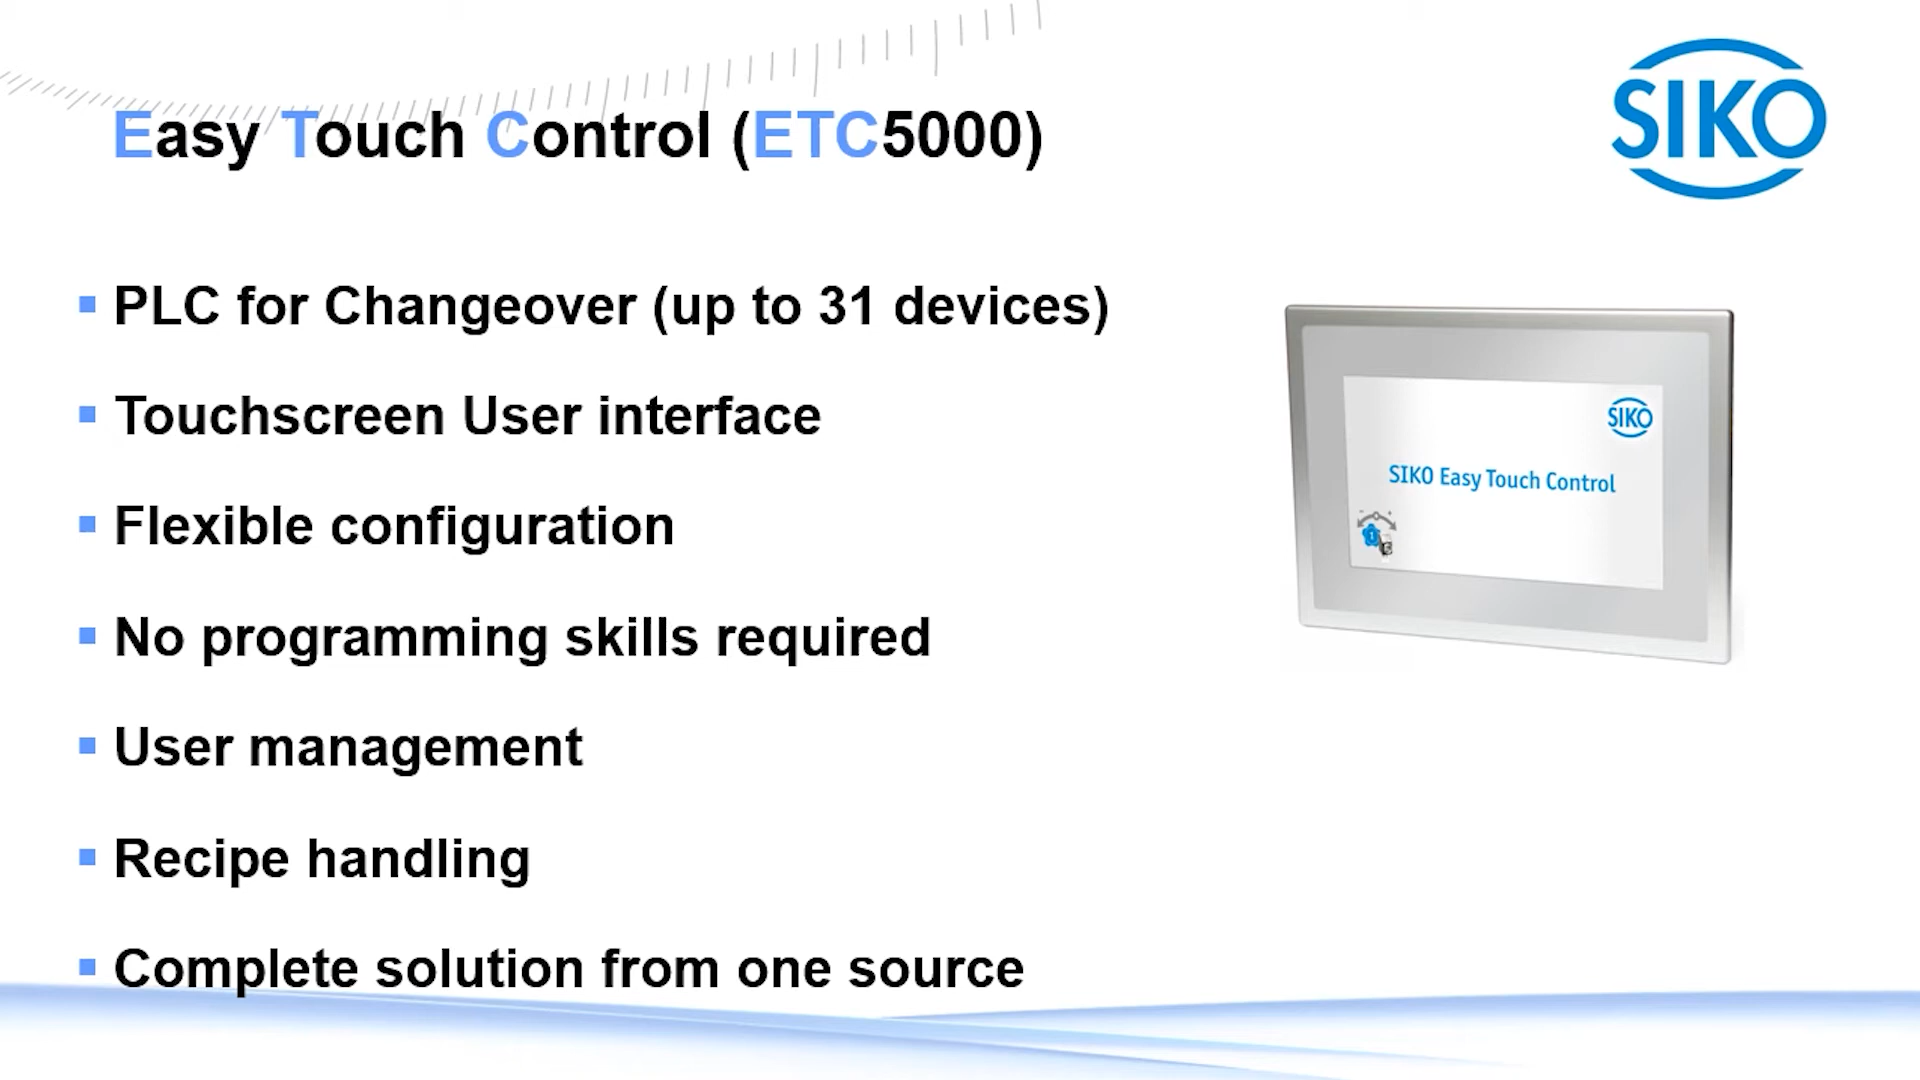 Easy Touch Control (ETC5000)
SIKO
PLC for Changeover (up to 31 devices)
Touchscreen User interface
Flexible configuration
No programming skills required
User management
Recipe handling
Complete solution from one source
SIKO
SIKO Easy Touch Control